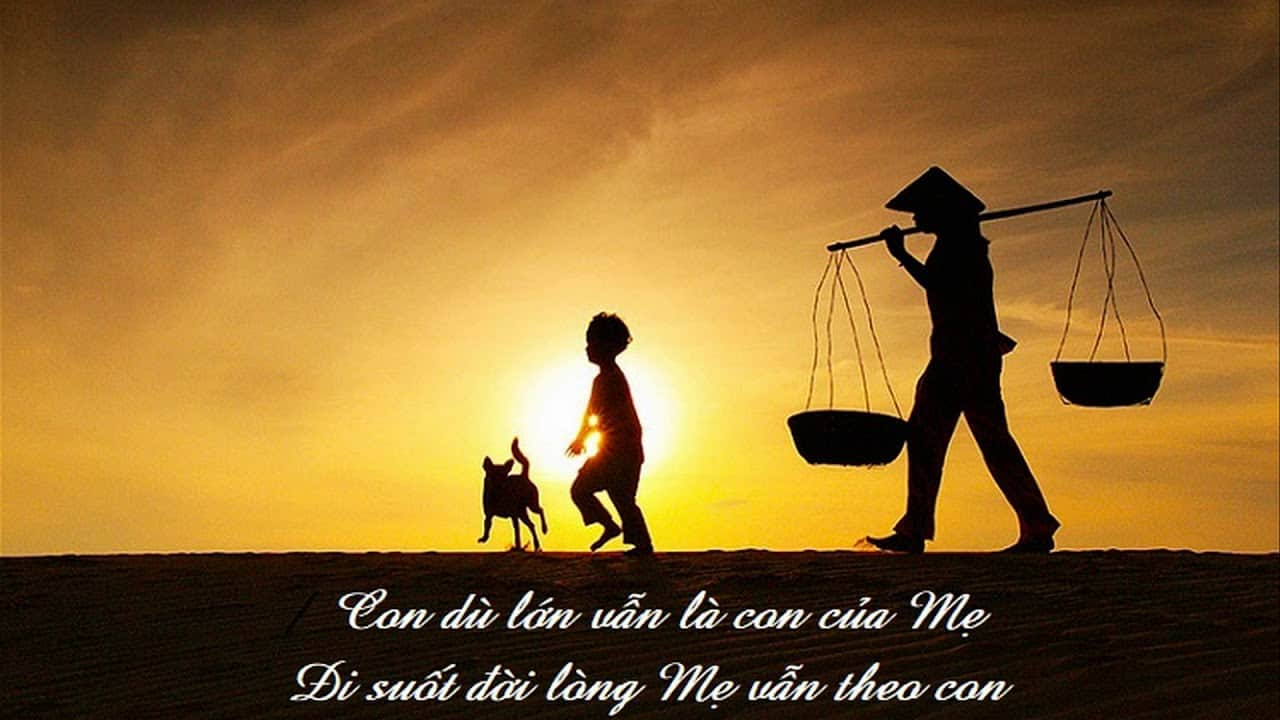 Con dù lớn vẫn là con của Mẹ
Đi suốt đời lòng Mẹ vẫn theo con